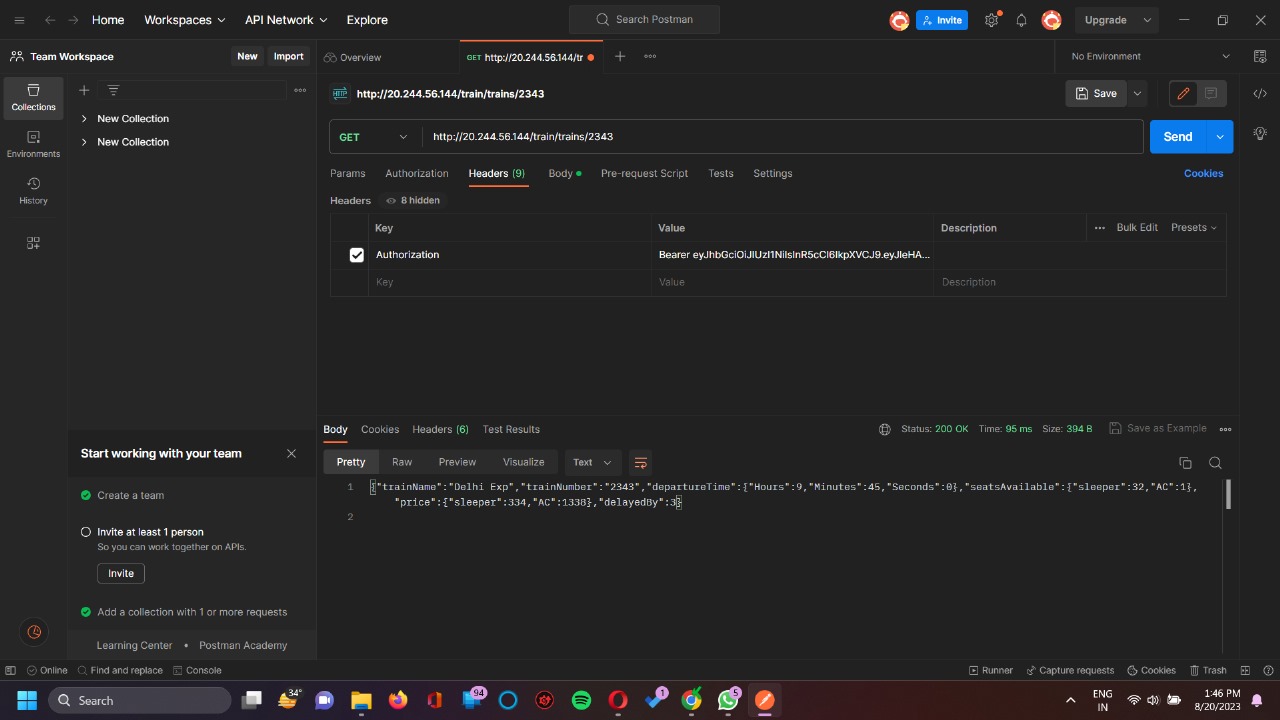 Home Workspaces API Network Explore Search Postman Invite Upgrade
Team Workspace New Import Overview GET http://20.244.56.144/tr No Environment
Collections
Environments
History
New Collection
New Collection
HTTP http://20.244.56.144/train/trains/2343 Save
GET http://20.244.56.144/train/trains/2343 Send
Params Authorization Headers (9) Body Pre-request Script Tests Settings Cookies
Headers 8 hidden
Key Value Description Bulk Edit Presets
Authorization Bearer eyJhbGciOiJIUzI1NiIsInR5cCI6IkpXVCJ9.eyJleHA...
Key Value Description
Body Cookies Headers (6) Test Results Status: 200 OK Time: 95 ms Size: 394 B Save as Example
Pretty Raw Preview Visualize Text
1 {"trainName":"Delhi Exp","trainNumber":"2343","departureTime":{"Hours":9,"Minutes":45,"Seconds":0},"seatsAvailable":{"sleeper":32,"AC":1},
"price":{"sleeper":334,"AC":1338},"delayedBy":3}
2
Start working with your team
Create a team
Invite at least 1 person
So you can work together on APIs.
Invite
Add a collection with 1 or more requests
Learning Center • Postman Academy
Online Find and replace Console Runner Capture requests Cookies Trash
Search 34° 94 1 5 ENG
IN
1:46 PM
8/20/2023